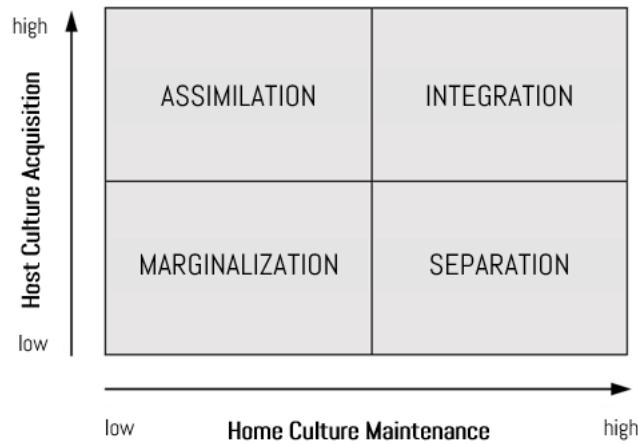 high
Host Culture Acquisition
ASSIMILATION
INTEGRATION
MARGINALIZATION
SEPARATION
low
low
Home Culture Maintenance
high